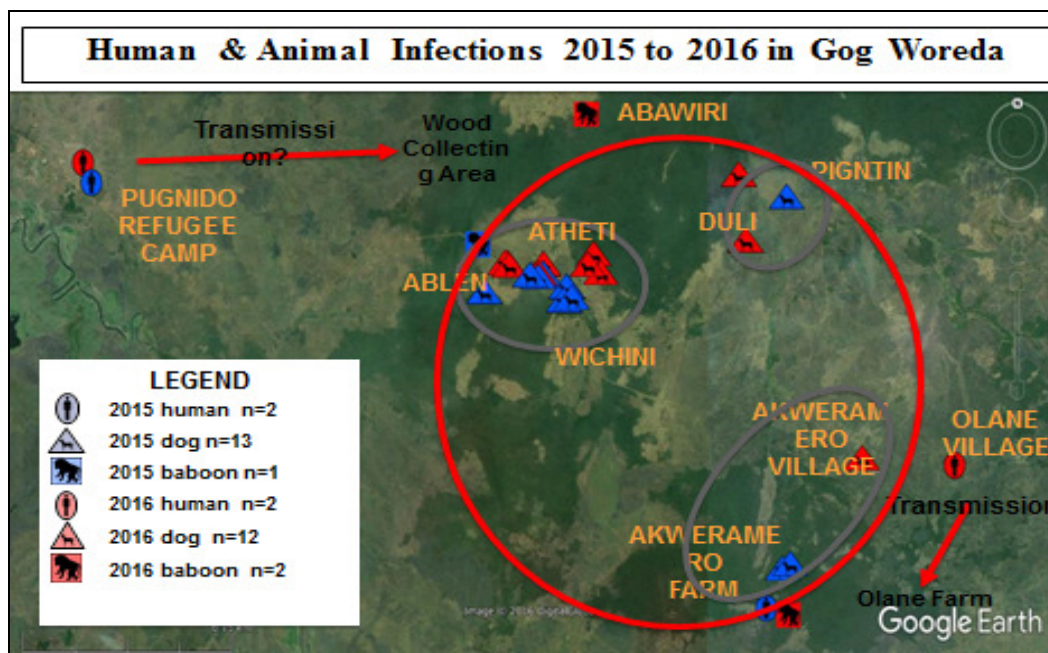 Human & Animal Infections 2015 to 2016 in Gog Woreda
ABAWIRI
Transmissi
on?
Wood
Collectin
g Area
PIGNTIN
PUGNIDO
REFUGEE
CAMP
DULI
ATHETI
ABLEN
WICHINI
LEGEND
2015 human n=2
2015 dog n=13
2015 baboon n=1
2016 human n=2
2016 dog n=12
2016 baboon n=2
AKWERAM
ERO
VILLAGE
OLANE
VILLAGE
Transmission
AKWERAME
RO
FARM
Olane Farm
Google Earth